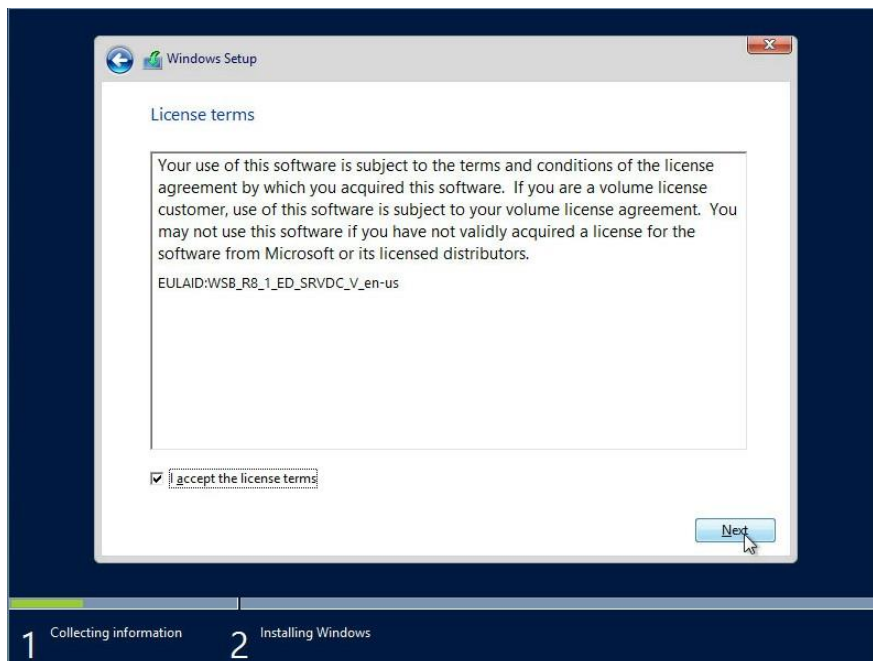 Windows Setup
License terms
Your use of this software is subject to the terms and conditions of the license
agreement by which you acquired this software.  If you are a volume license
customer, use of this software is subject to your volume license agreement.  You
may not use this software if you have not validly acquired a license for the
software from Microsoft or its licensed distributors.
EULAID:WSB_R8_1_ED_SRVDC_V_en-us
I accept the license terms
Next
1 Collecting information 2 Installing Windows